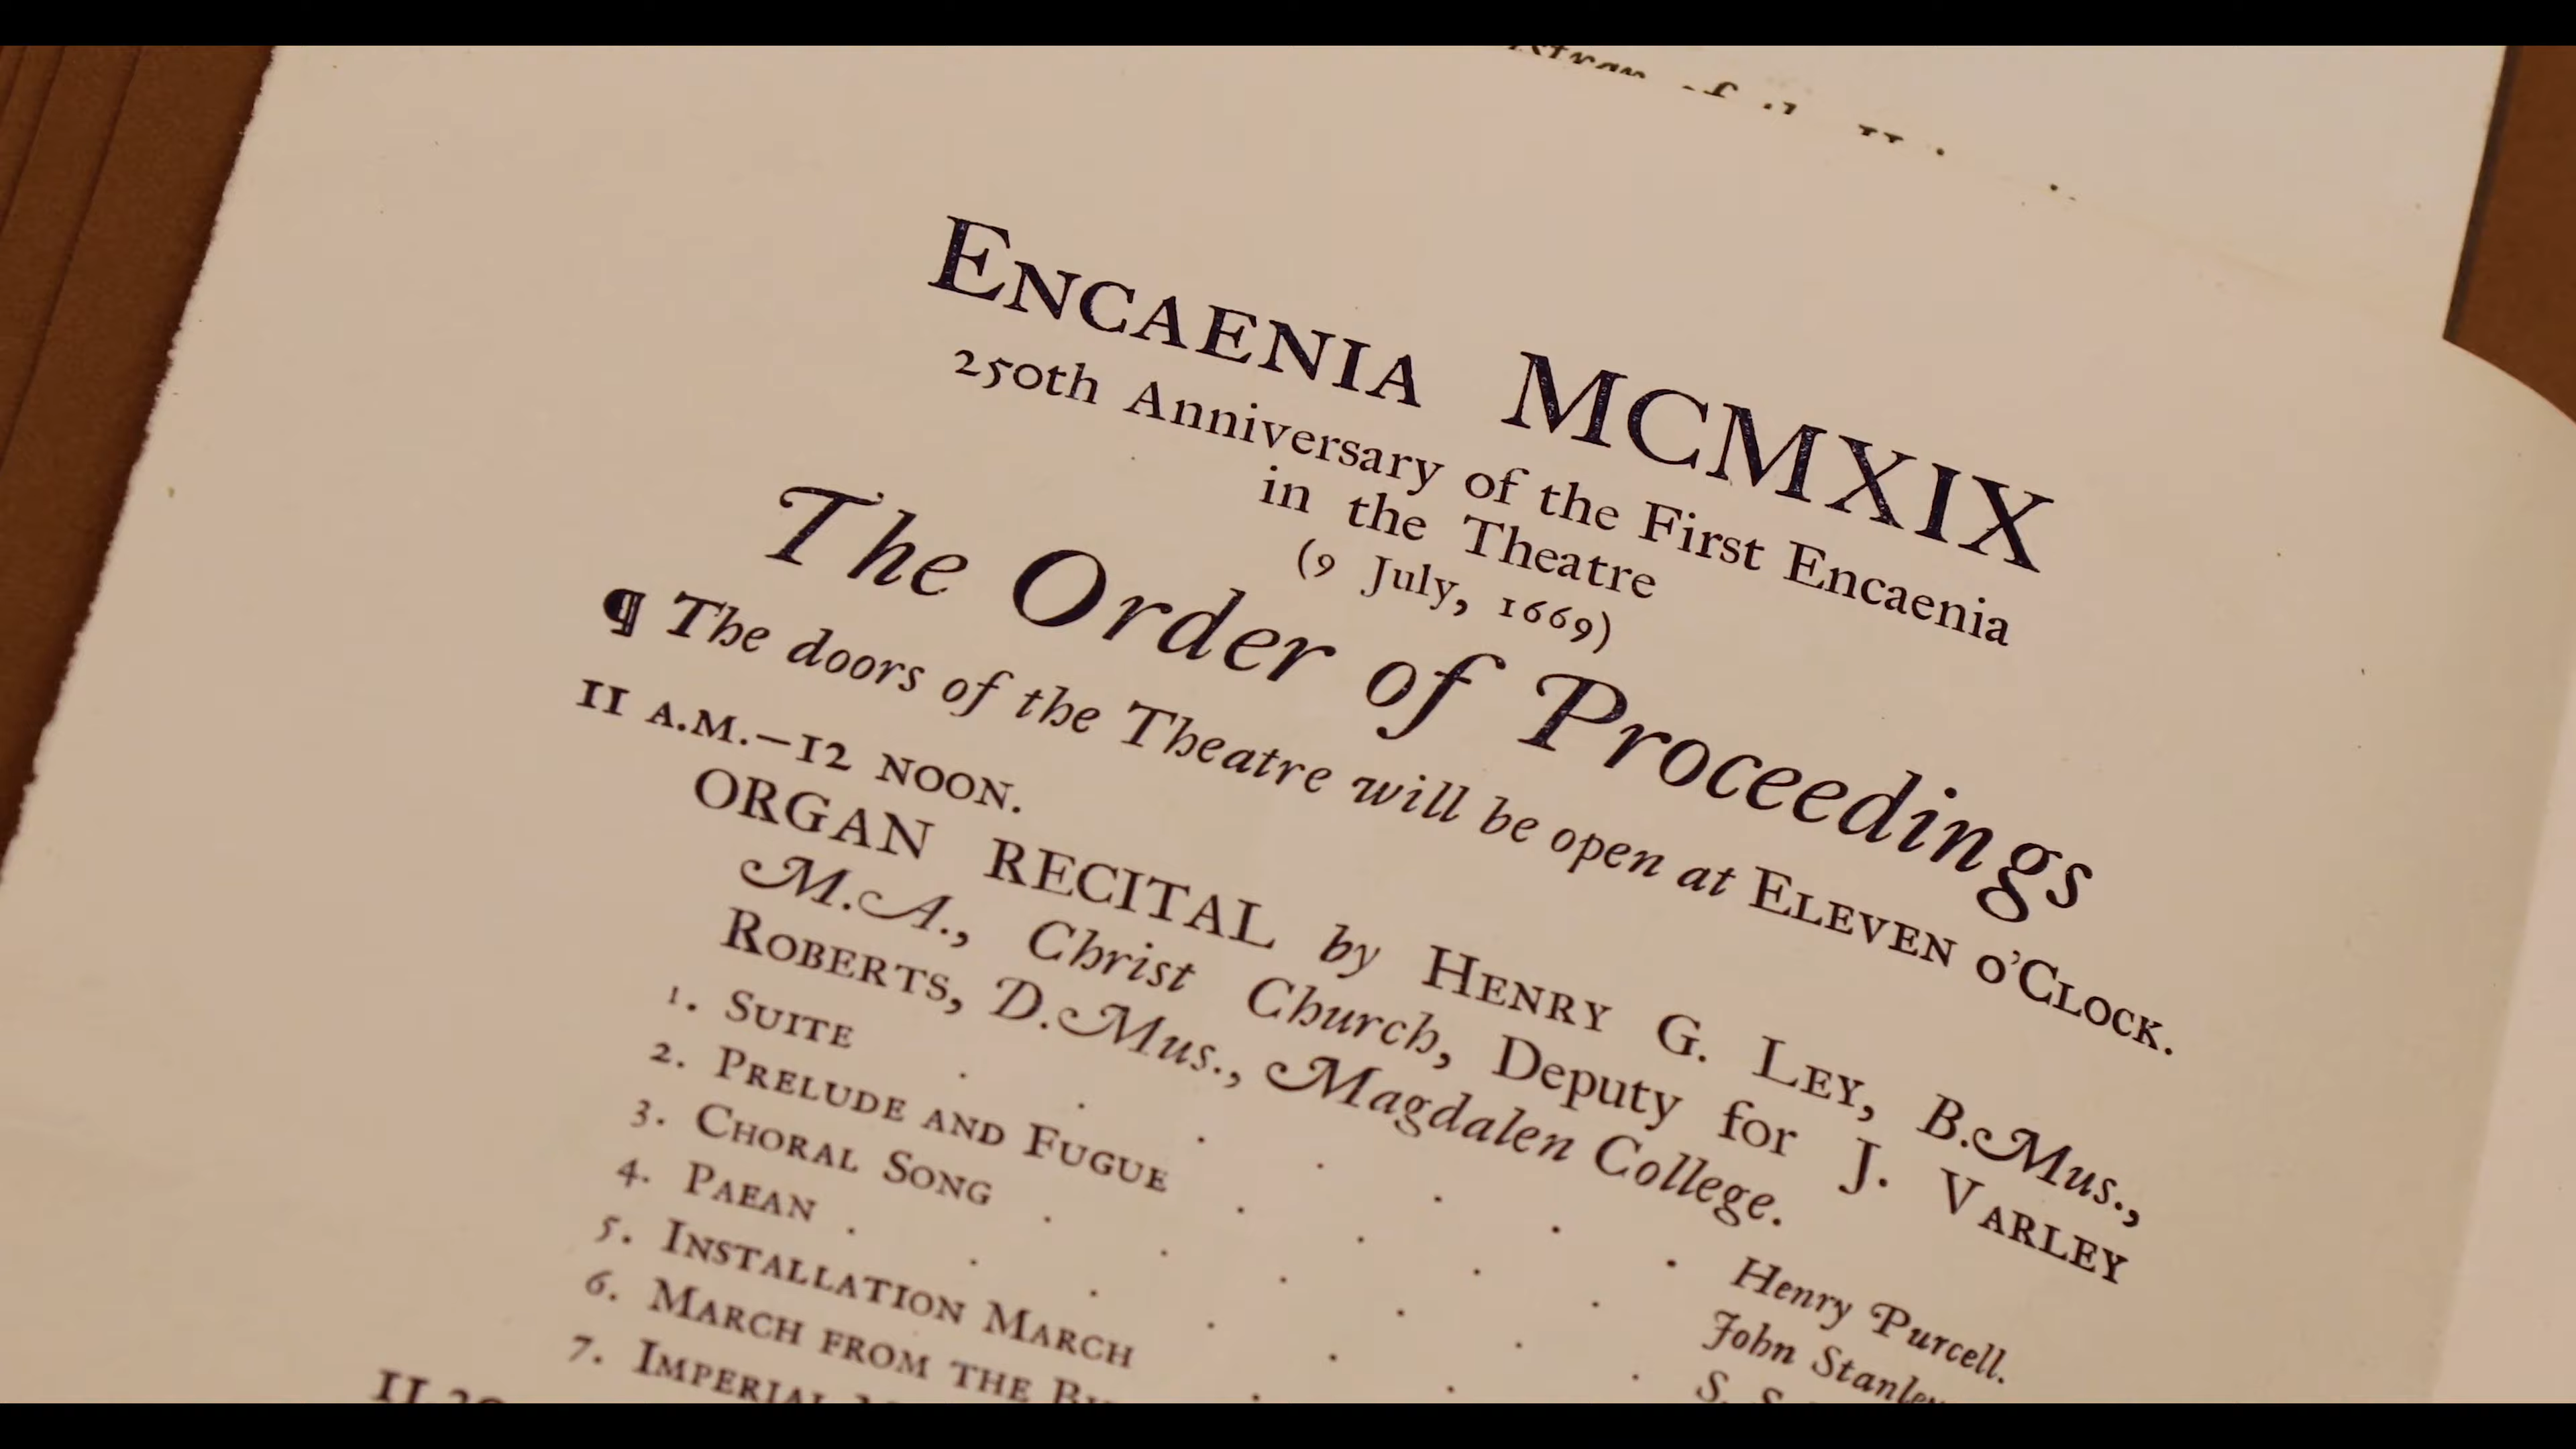 ENCAENIA MCMXIX
250th Anniversary of the First Encaenia
in the Theatre
(9 July, 1669)
The Order of Proceedings
¶ The doors of the Theatre will be open at ELEVEN O'CLOCK.
11 A.M.–12 NOON.
ORGAN RECITAL by HENRY G. LEY, B.Mus.,
M.A., Christ Church, Deputy for J. VARLEY
ROBERTS, D.Mus., Magdalen College.
1. SUITE . . . . . . . Henry Purcell.
2. PRELUDE AND FUGUE . . . . John Stanley
3. CHORAL SONG . . . . . . S.
4. PAEAN . . . . . . .
5. INSTALLATION MARCH . . .
6. MARCH FROM THE
7. IMPERIAL